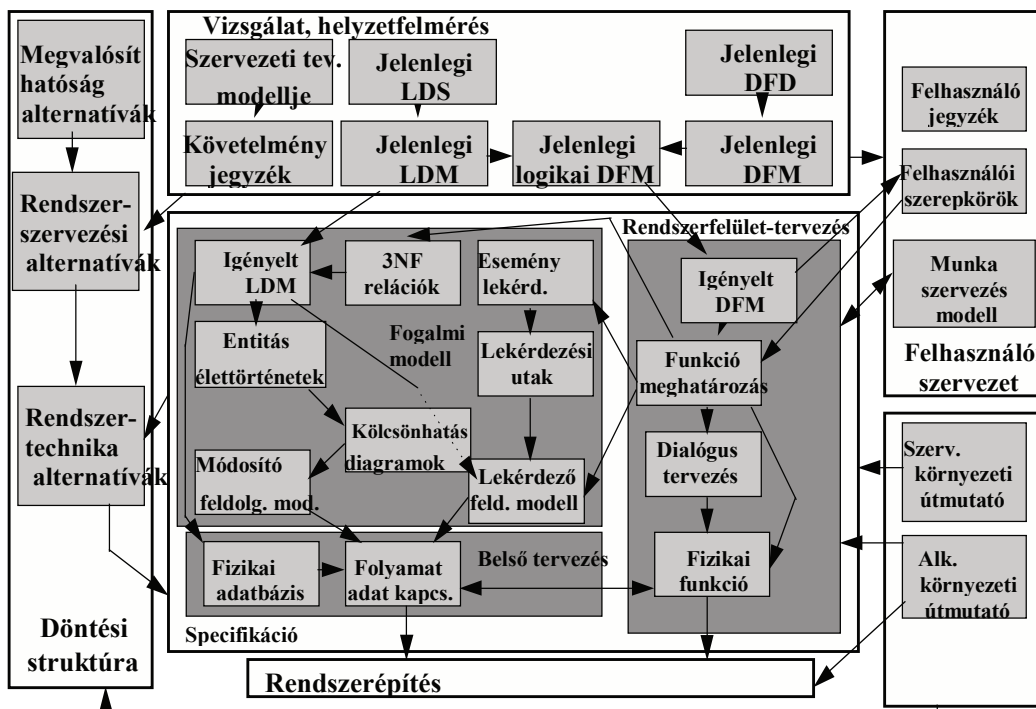 Vizsgálat, helyzetfelmérés
Megvalósít
hatóság
alternatívák
Rendszer-
szervezési
alternatívák
Rendszer-
technika
alternatívák
Döntési
struktúra
Szervezeti tev.
modellje
Jelenlegi
LDS
Jelenlegi
DFD
Követelmény
jegyzék
Jelenlegi
LDM
Jelenlegi
logikai DFM
Jelenlegi
DFM
Rendszerfelület-tervezés
Igényelt
LDM
3NF
relációk
Esemény
lekérd.
Igényelt
DFM
Entitás
élettörténetek
Fogalmi
modell
Lekérdezési
utak
Funkció
meghatározás
Kölcsönhatás
diagramok
Dialógus
tervezés
Módosító
feldolg. mod.
Lekérdező
feld. modell
Belső tervezés
Fizikai
adatbázis
Folyamat
adat kapcs.
Fizikai
funkció
Specifikáció
Rendszerépítés
Felhasználó
jegyzék
Felhasználói
szerepkörök
Munka
szervezés
modell
Felhasználó
szervezet
Szerv.
környezeti
útmutató
Alk.
környezeti
útmutató